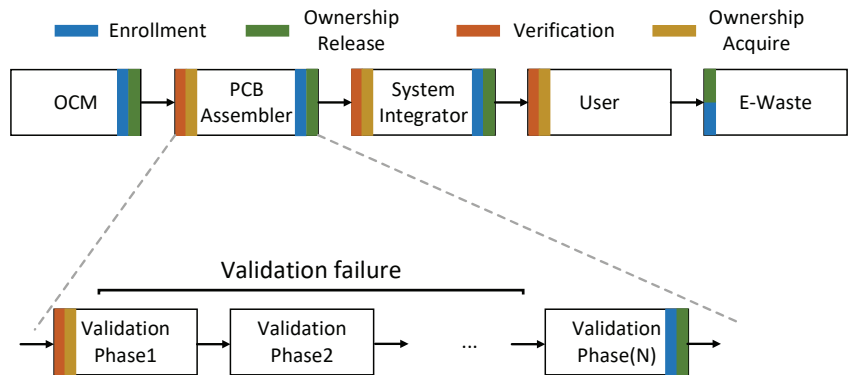 Enrollment
Ownership
Release
Verification
Ownership
Acquire
OCM
PCB
Assembler
System
Integrator
User
E-Waste
Validation failure
Validation
Phase1
Validation
Phase2
...
Validation
Phase(N)